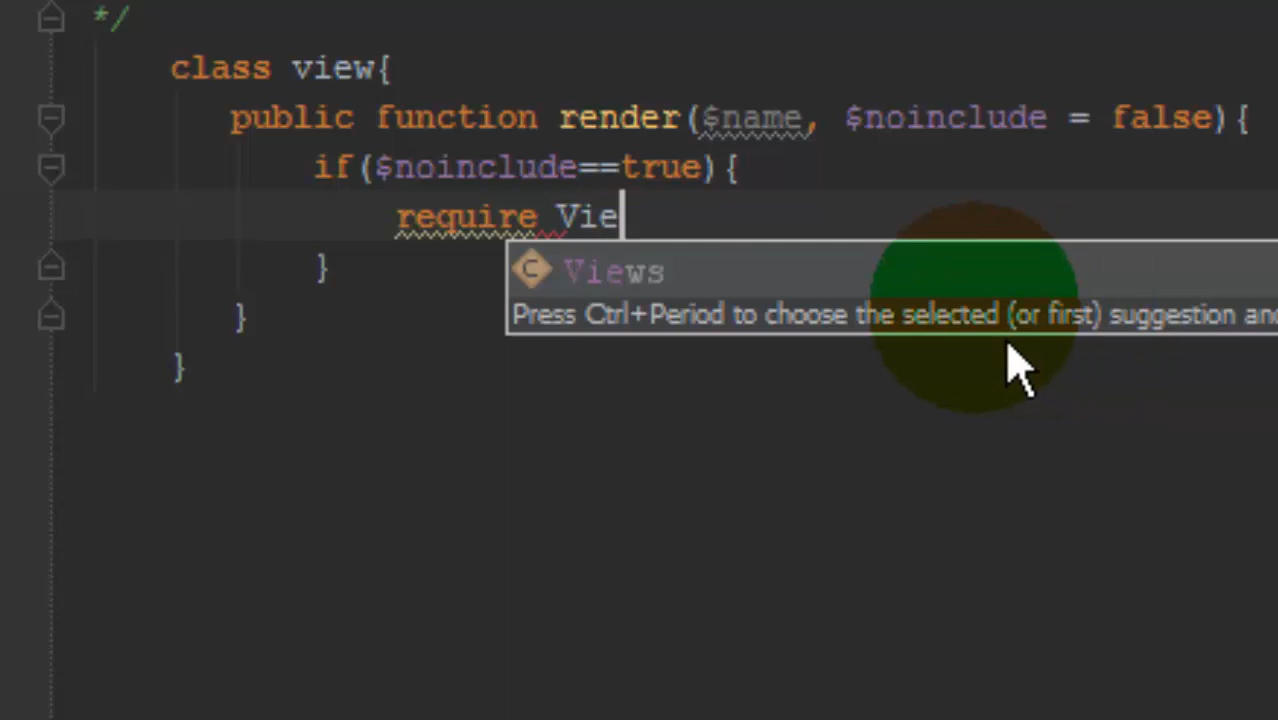 */
class view{
public function render($name, $noinclude = false){
if($noinclude==true){
require Vie
C Views
}
Press Ctrl+Period to choose the selected (or first) suggestion and
}
}